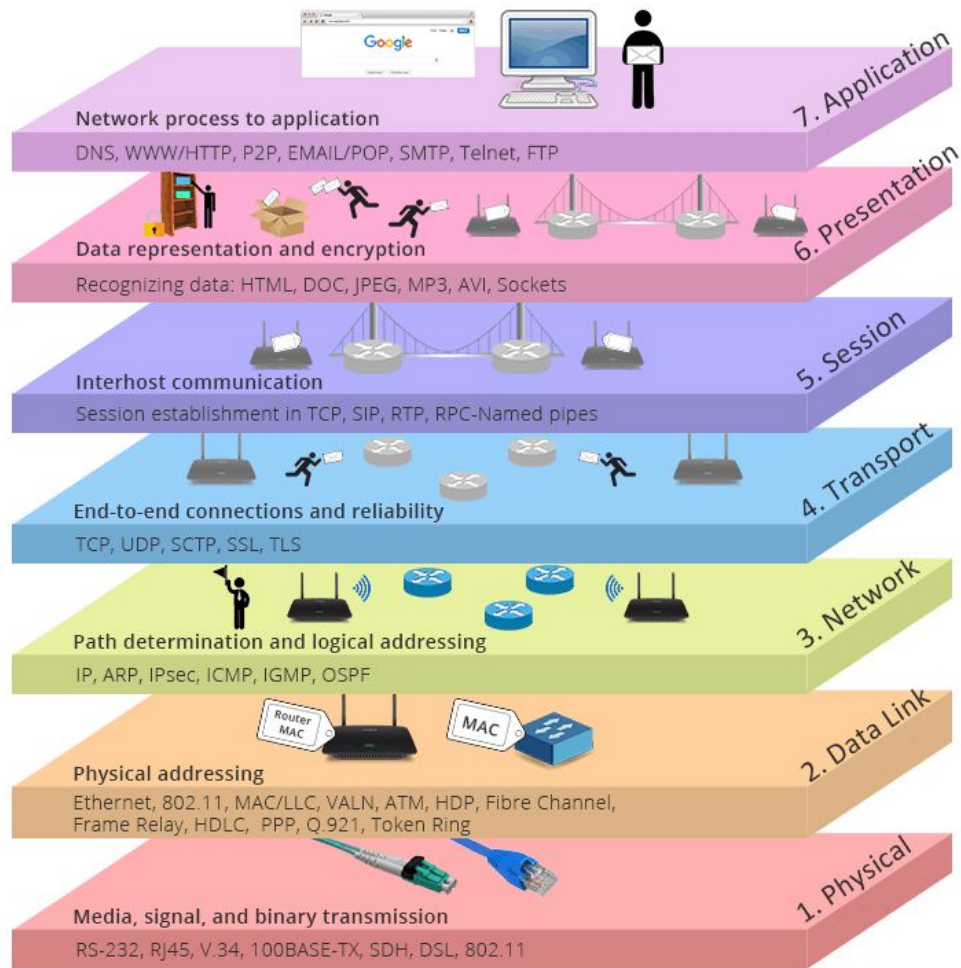 Google
7. Application
Network process to application
DNS, WWW/HTTP, P2P, EMAIL/POP, SMTP, Telnet, FTP
6. Presentation
Data representation and encryption
Recognizing data: HTML, DOC, JPEG, MP3, AVI, Sockets
5. Session
Interhost communication
Session establishment in TCP, SIP, RTP, RPC-Named pipes
4. Transport
End-to-end connections and reliability
TCP, UDP, SCTP, SSL, TLS
3. Network
Path determination and logical addressing
IP, ARP, IPsec, ICMP, IGMP, OSPF
Router
MAC
MAC
2. Data Link
Physical addressing
Ethernet, 802.11, MAC/LLC, VALN, ATM, HDP, Fibre Channel,
Frame Relay, HDLC, PPP, Q.921, Token Ring
1. Physical
Media, signal, and binary transmission
RS-232, RJ45, V.34, 100BASE-TX, SDH, DSL, 802.11